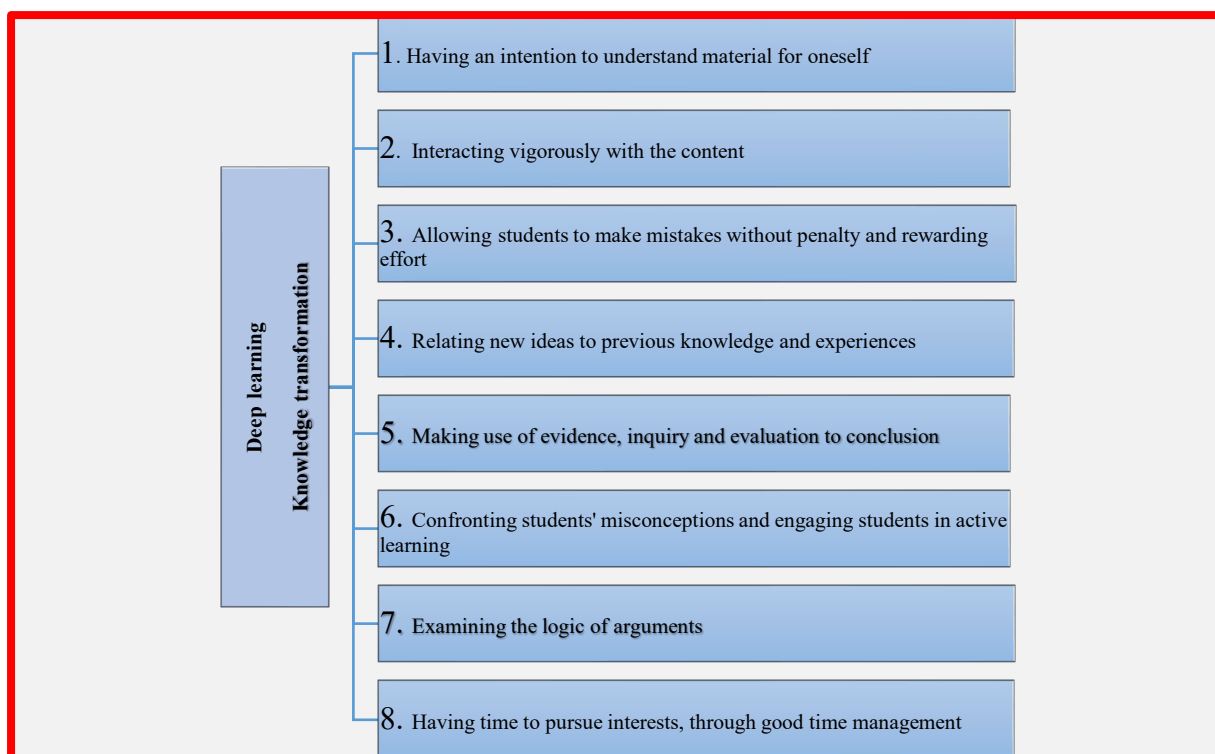 Deep learning
Knowledge transformation
1. Having an intention to understand material for oneself
2. Interacting vigorously with the content
3. Allowing students to make mistakes without penalty and rewarding
effort
4. Relating new ideas to previous knowledge and experiences
5. Making use of evidence, inquiry and evaluation to conclusion
6. Confronting students' misconceptions and engaging students in active
learning
7. Examining the logic of arguments
8. Having time to pursue interests, through good time management